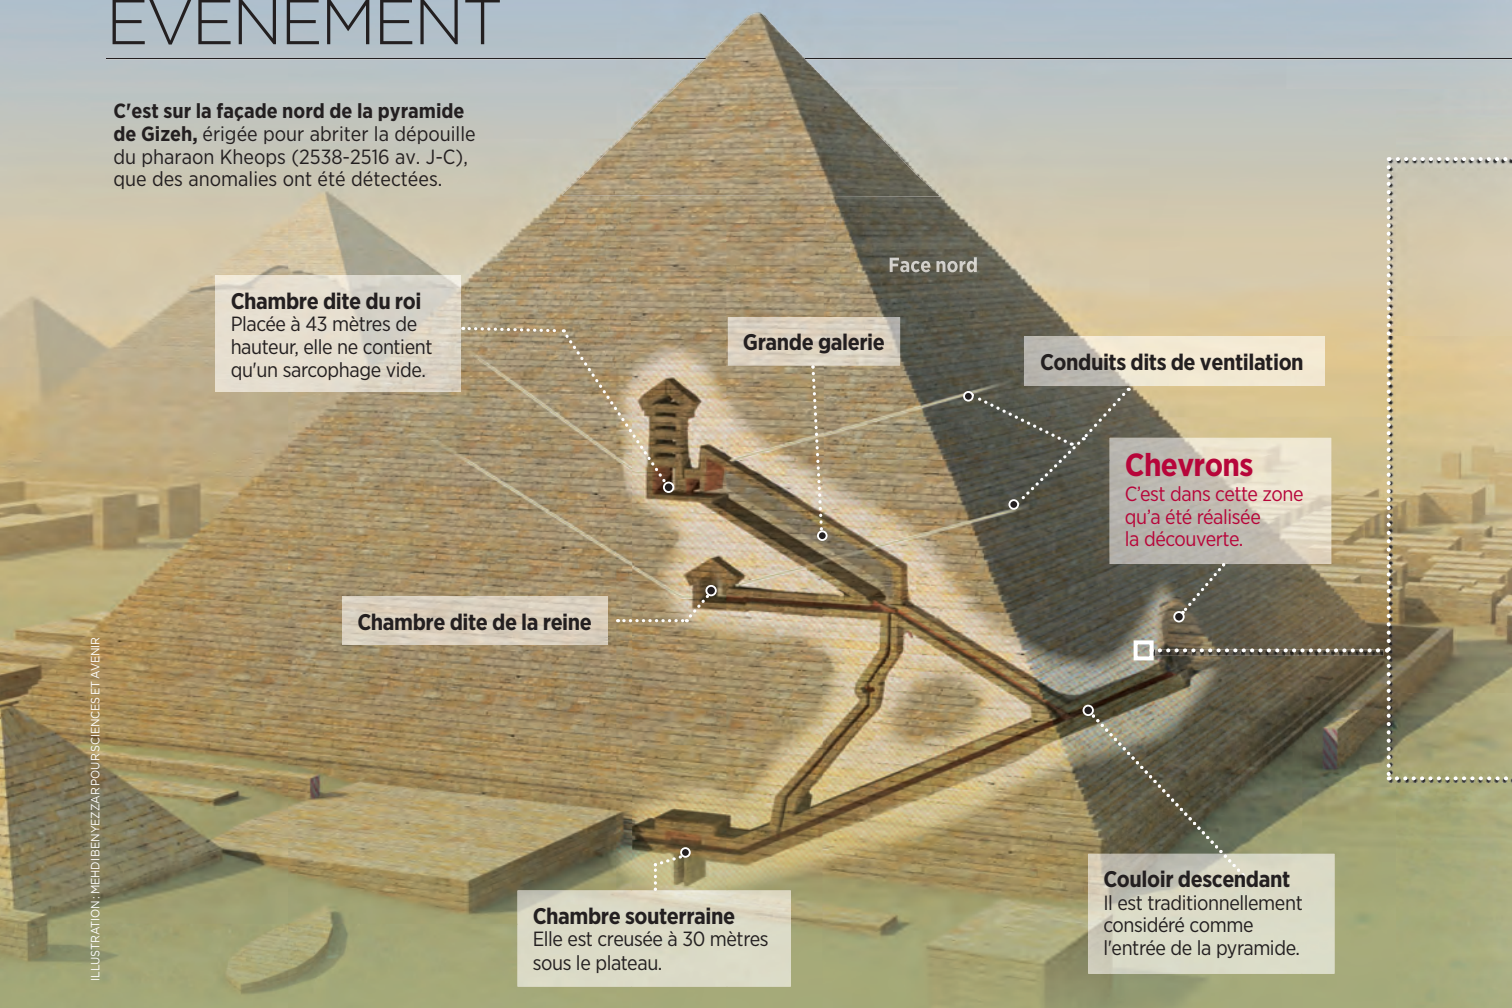 ÉVÉNEMENT
C'est sur la façade nord de la pyramide
de Gizeh, érigée pour abriter la dépouille
du pharaon Kheops (2538-2516 av. J-C),
que des anomalies ont été détectées.
Face nord
Chambre dite du roi
Placée à 43 mètres de
hauteur, elle ne contient
qu'un sarcophage vide.
Grande galerie
Conduits dits de ventilation
Chevrons
C'est dans cette zone
qu'a été réalisée
la découverte.
Chambre dite de la reine
Couloir descendant
Il est traditionnellement
considéré comme
l'entrée de la pyramide.
Chambre souterraine
Elle est creusée à 30 mètres
sous le plateau.
ILLUSTRATION : MEHDI BENYEZZAR POUR SCIENCES ET AVENIR